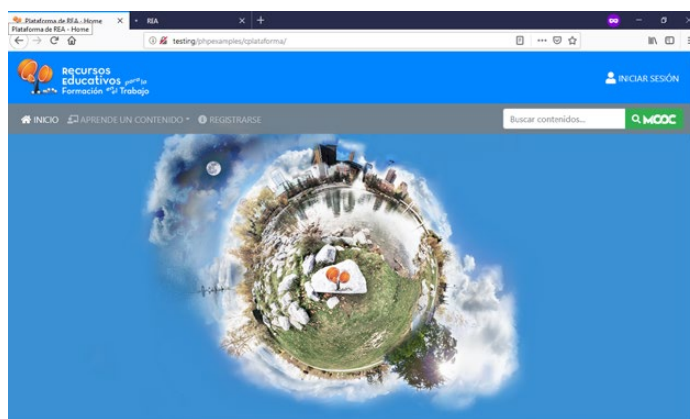 Plataforma de REA - Home
REA
Plataforma de REA - Home
testing/phpexamples/cplataforma/
Recursos
Educativos para la
Formación en el Trabajo
INICIAR SESIÓN
INICIO
APRENDE UN CONTENIDO
REGISTRARSE
Buscar contenidos...
MOOC